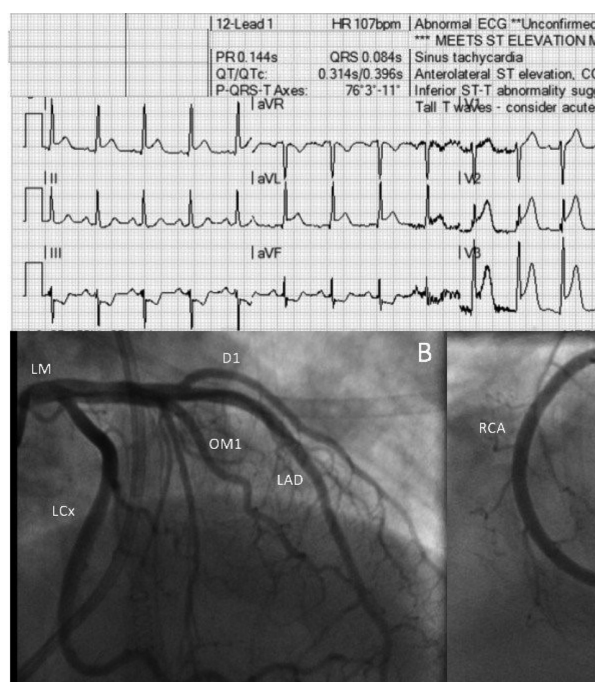 12-Lead 1 HR 107bpm Abnormal ECG **Unconfirmed
*** MEETS ST ELEVATION M
PR 0.144s QRS 0.084s Sinus tachycardia
QT/QTc: 0.314s/0.396s Anterolateral ST elevation, CO
P-QRS-T Axes: 76°3°-11° Inferior ST-T abnormality sugg
Tall T waves - consider acute
aVR V1
II aVL V2
III aVF V3
B
LM D1
RCA
OM1
LAD
LCx